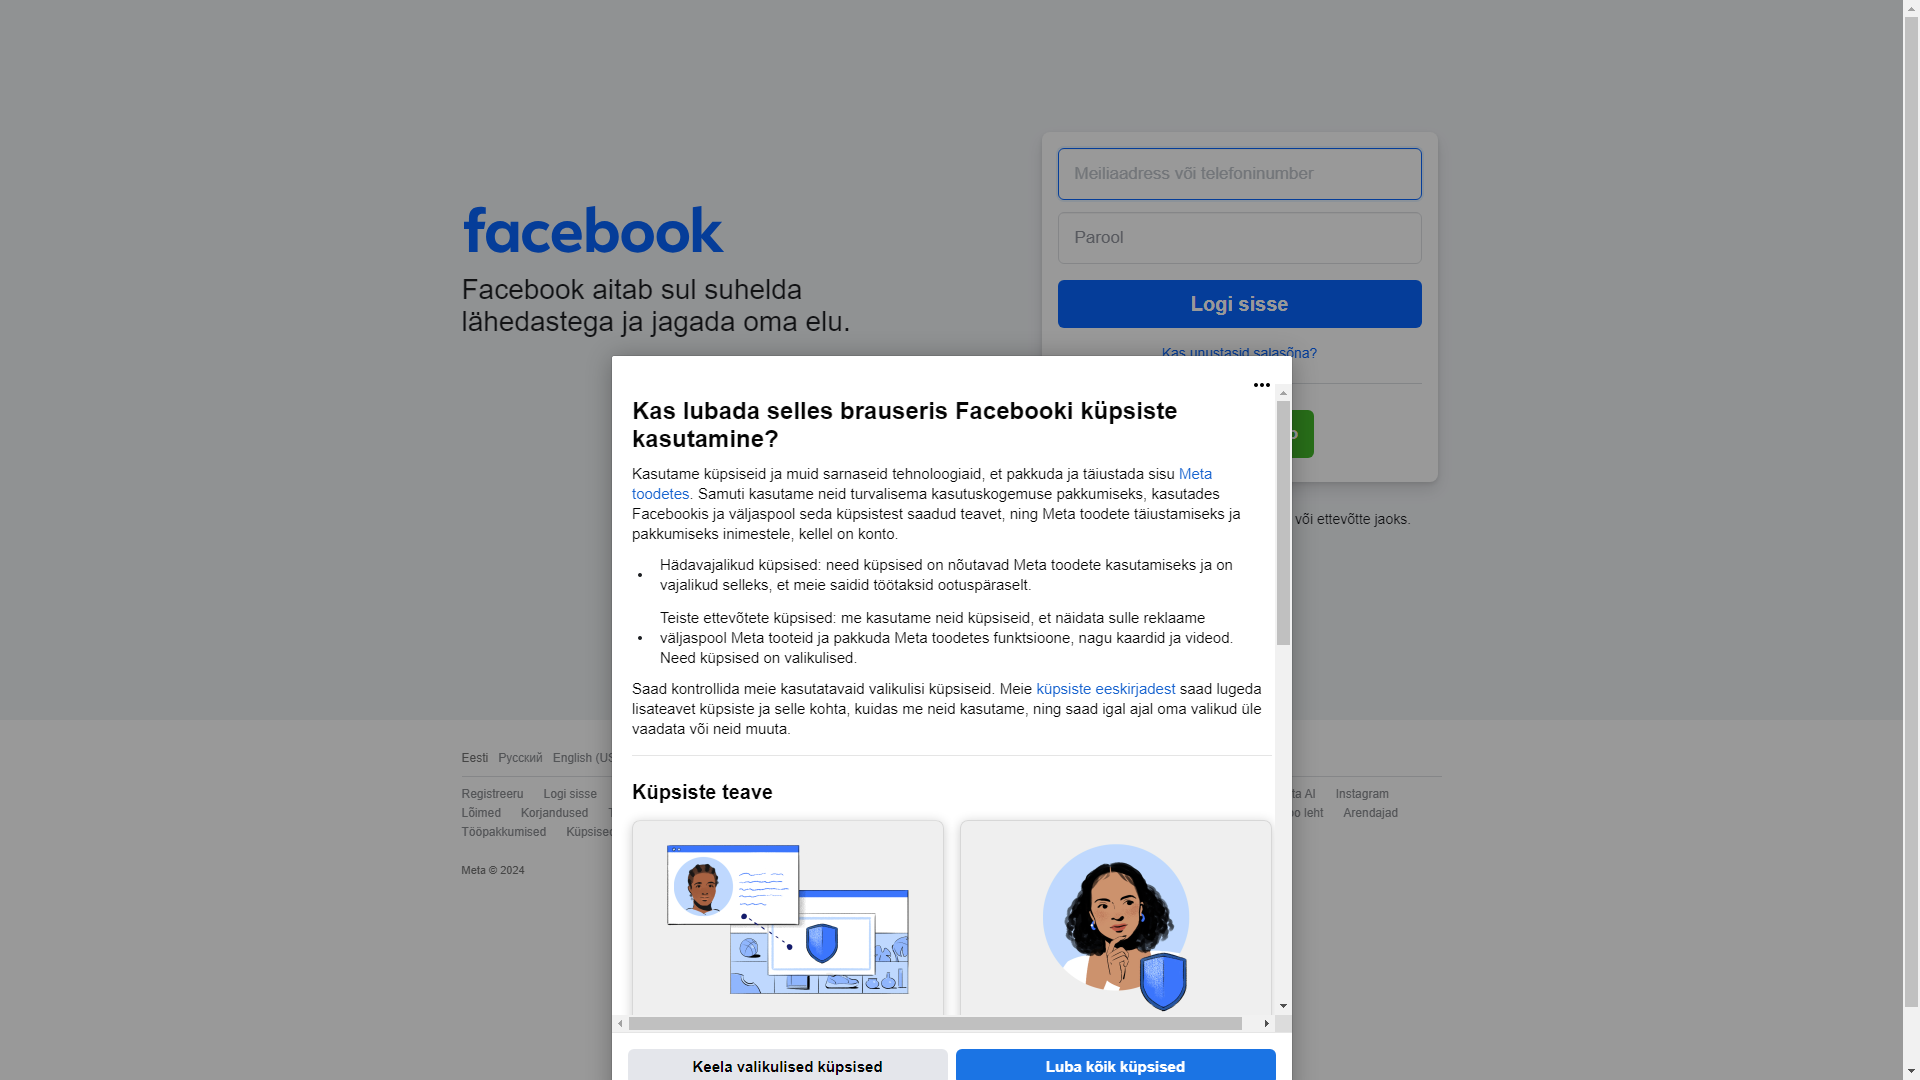 facebook
Facebook aitab sul suhelda
lähedastega ja jagada oma elu.
Meiliaadress või telefoninumber
Parool
Logi sisse
Kas unustasid salasõna?
või ettevõtte jaoks.
Kas lubada selles brauseris Facebooki küpsiste
kasutamine?
Kasutame küpsiseid ja muid sarnaseid tehnoloogiaid, et pakkuda ja täiustada sisu Meta
toodetes. Samuti kasutame neid turvalisema kasutuskogemuse pakkumiseks, kasutades
Facebookis ja väljaspool seda küpsistest saadud teavet, ning Meta toodete täiustamiseks ja
pakkumiseks inimestele, kellel on konto.
• Hädavajalikud küpsised: need küpsised on nõutavad Meta toodete kasutamiseks ja on
vajalikud selleks, et meie saidid töötaksid ootuspäraselt.
• Teiste ettevõtete küpsised: me kasutame neid küpsiseid, et näidata sulle reklaame
väljaspool Meta tooteid ja pakkuda Meta toodetes funktsioone, nagu kaardid ja videod.
Need küpsised on valikulised.
Saad kontrollida meie kasutatavaid valikulisi küpsiseid. Meie küpsiste eeskirjadest saad lugeda
lisateavet küpsiste ja selle kohta, kuidas me neid kasutame, ning saad igal ajal oma valikud üle
vaadata või neid muuta.
Küpsiste teave
Keela valikulised küpsised
Luba kõik küpsised
Eesti Русский English (US
Registreeru Logi sisse ta AI Instagram
Lõimed Korjandused leht Arendajad
Tööpakkumised Küpsised
Meta © 2024